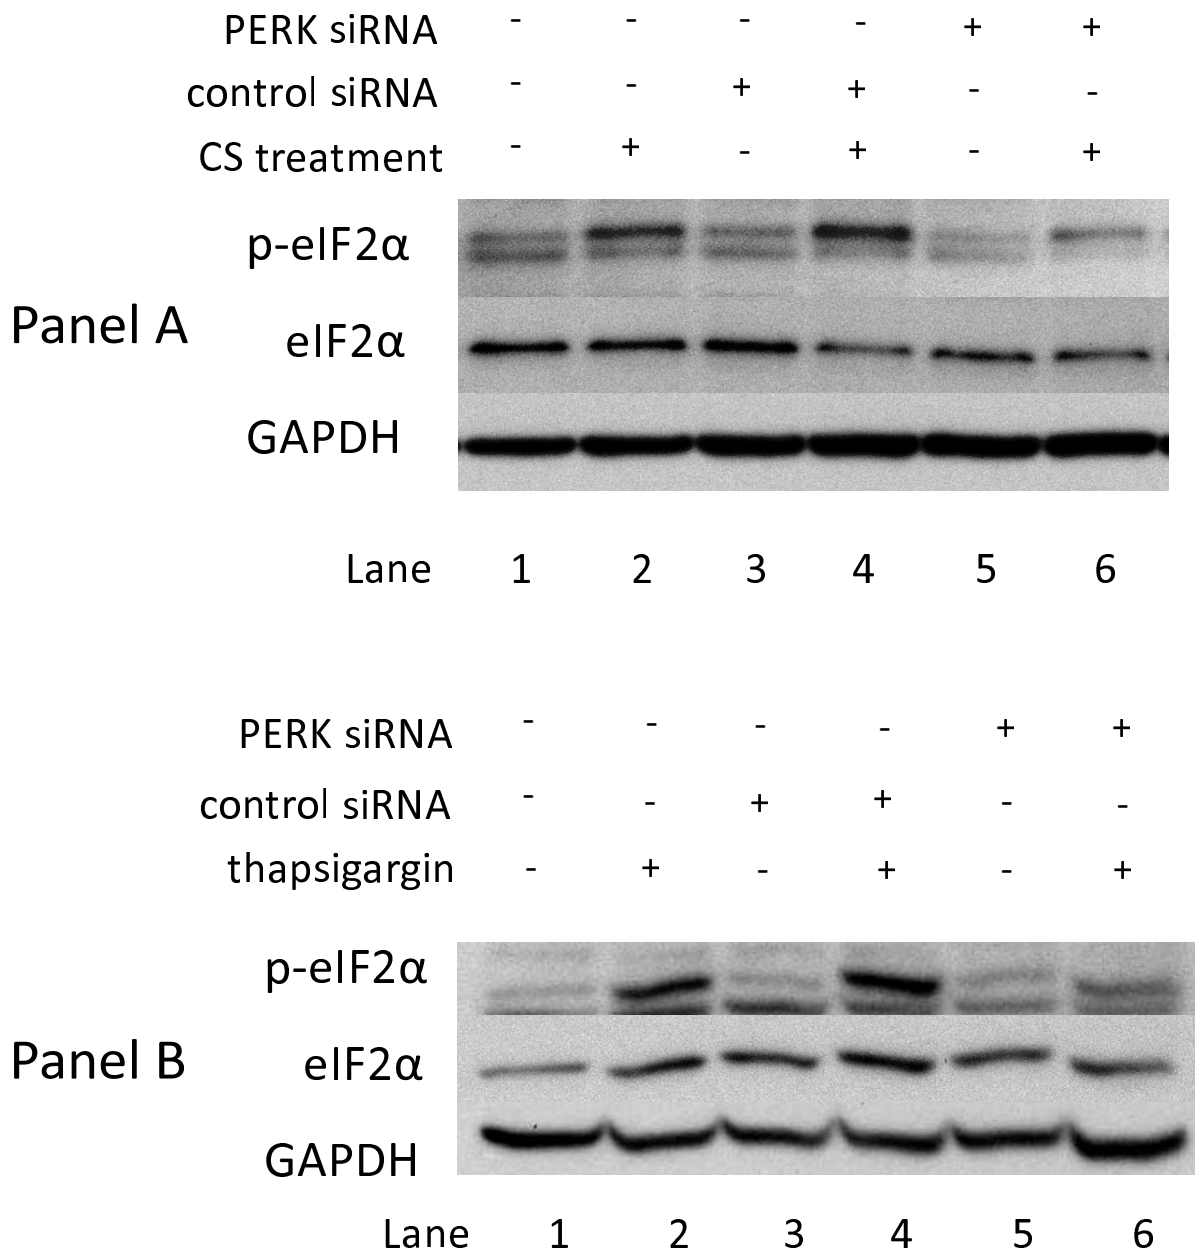 PERK siRNA - - - - + +
control siRNA - - + + - -
CS treatment - + - + - +
p-eIF2α
Panel A
eIF2α
GAPDH
Lane 1 2 3 4 5 6
PERK siRNA - - - - + +
control siRNA - - + + - -
thapsigargin - + - + - +
p-eIF2α
Panel B
eIF2α
GAPDH
Lane 1 2 3 4 5 6